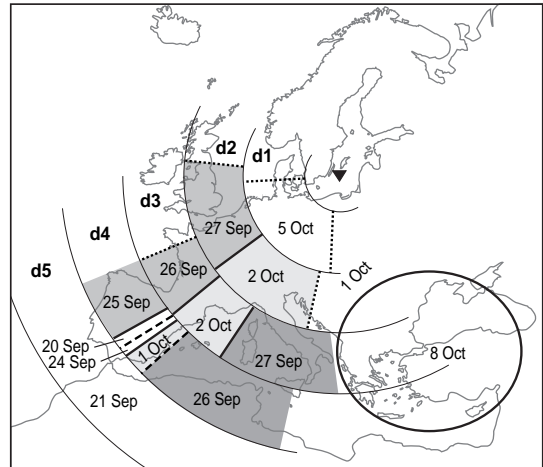 d2
d1
d3
d4
d5
5 Oct
27 Sep
2 Oct
1 Oct
26 Sep
25 Sep
20 Sep
24 Sep
1 Oct
2 Oct
27 Sep
8 Oct
21 Sep
26 Sep